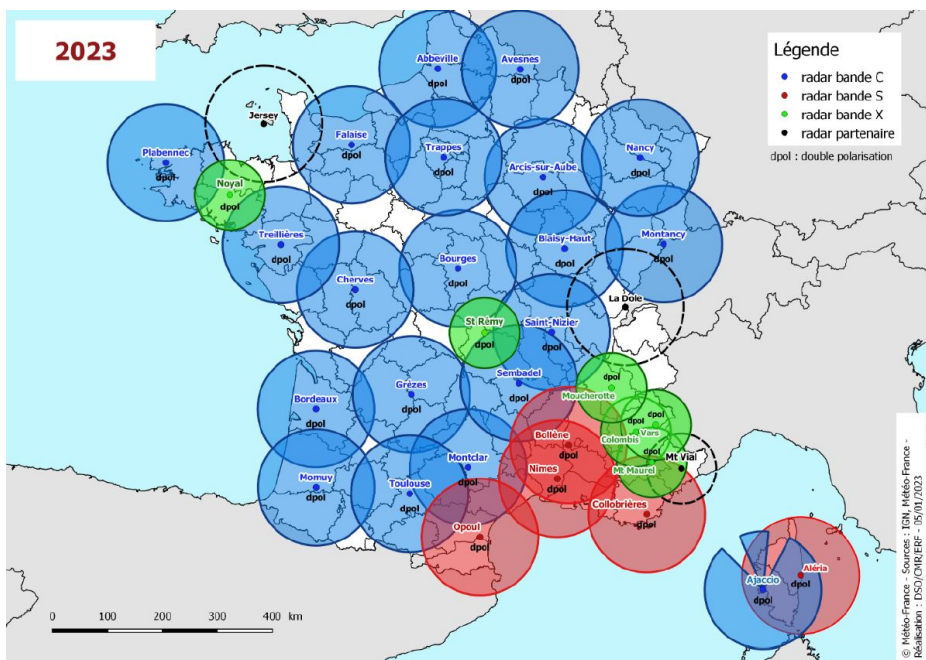 2023
Légende
radar bande C
radar bande S
radar bande X
radar partenaire
dpol : double polarisation
Abbeville
dpol
Avesnes
dpol
Jersey
Falaise
dpol
Trappes
dpol
Arcis-sur-Aube
dpol
Nancy
dpol
Plabennec
dpol
Noyal
dpol
Treillières
dpol
Cherves
dpol
Bourges
dpol
Blaisy-Haut
dpol
Montancy
dpol
La Dole
St Rémy
dpol
Saint-Nizier
dpol
Sembadel
dpol
Grézes
dpol
Bordeaux
dpol
Momuy
dpol
Toulouse
dpol
Montclar
dpol
Opoul
dpol
Bollène
dpol
Nimes
dpol
dpol
Moucherotte
dpol
Vars
Colombis
dpol
Mt Maurel
Mt Vial
Collobrières
dpol
Ajaccio
dpol
Aléria
dpol
0 100 200 300 400 km
© Météo-France - Sources : IGN, Météo-France -
Réalisation : DSO/CMR/ERF - 05/01/2023